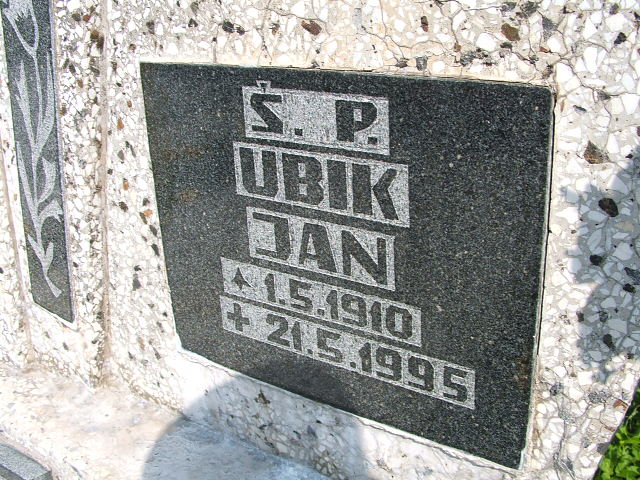 Ś. P.
UBIK
JAN
★ 1.5.1910
+ 21.5.1995